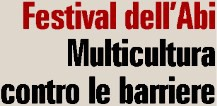 Festival dell'Abi
Multicultura
contro le barriere